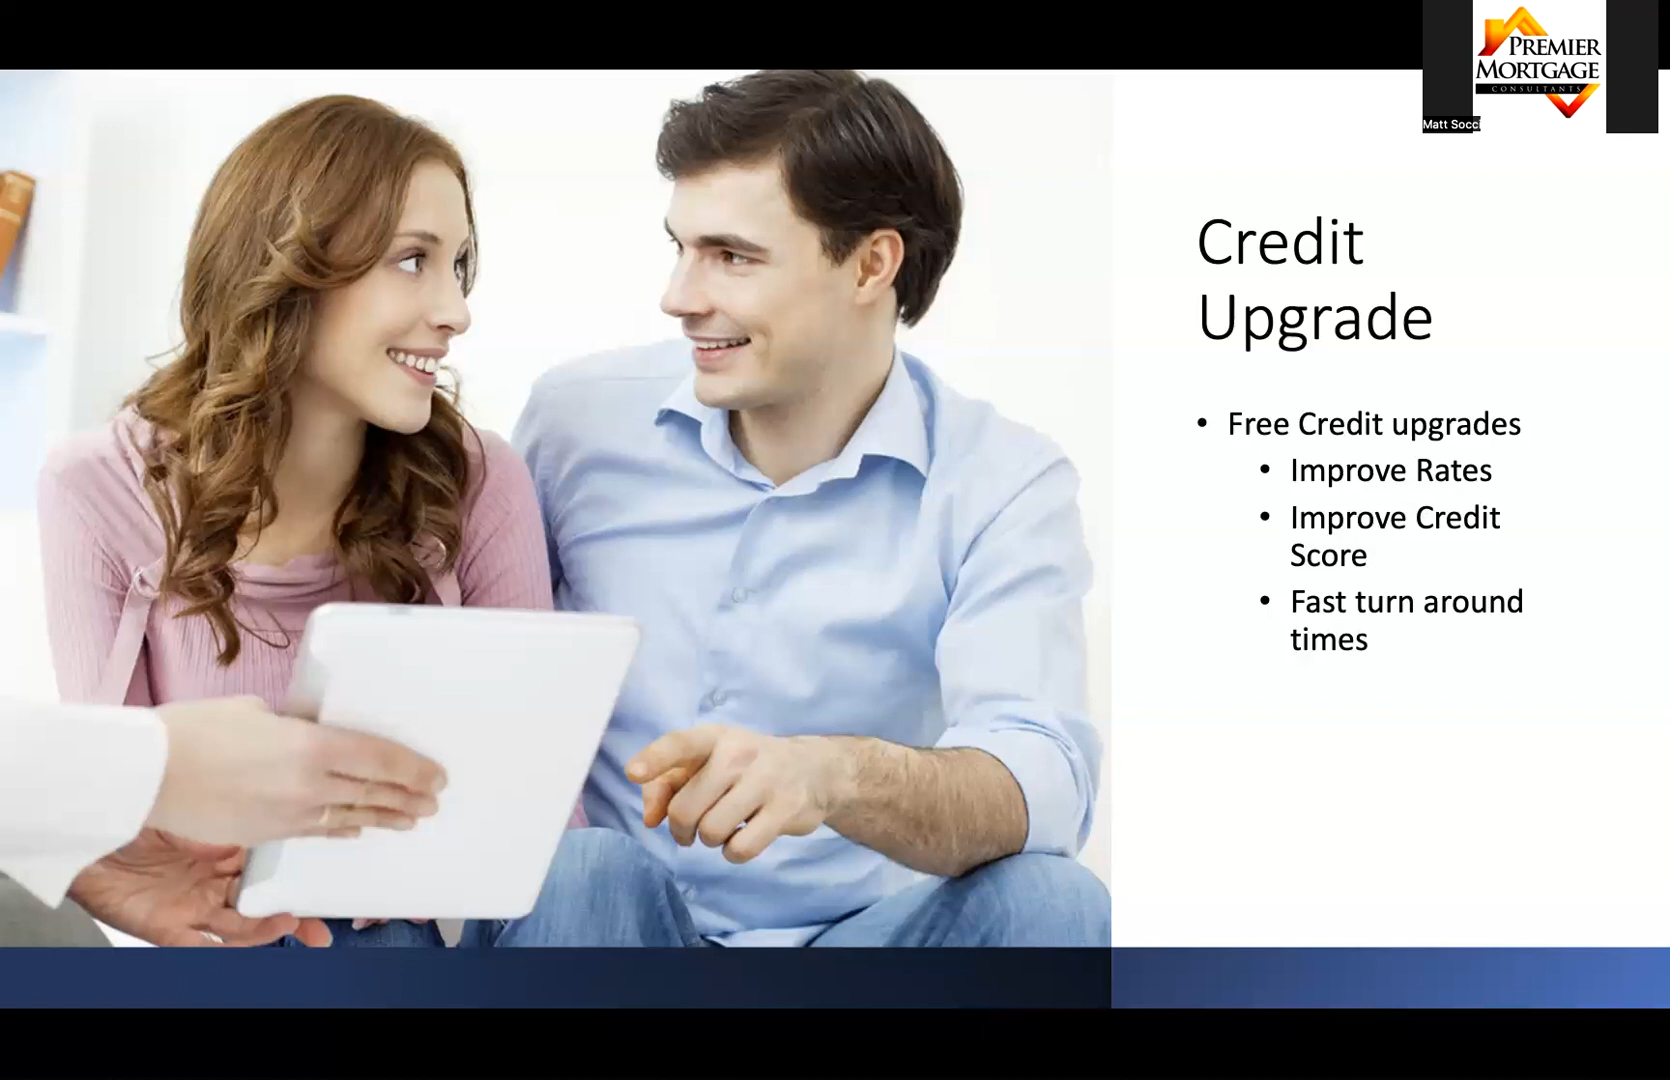 PREMIER
MORTGAGE
CONSULTANTS
Matt Socci
Credit
Upgrade
• Free Credit upgrades
• Improve Rates
• Improve Credit
Score
• Fast turn around
times